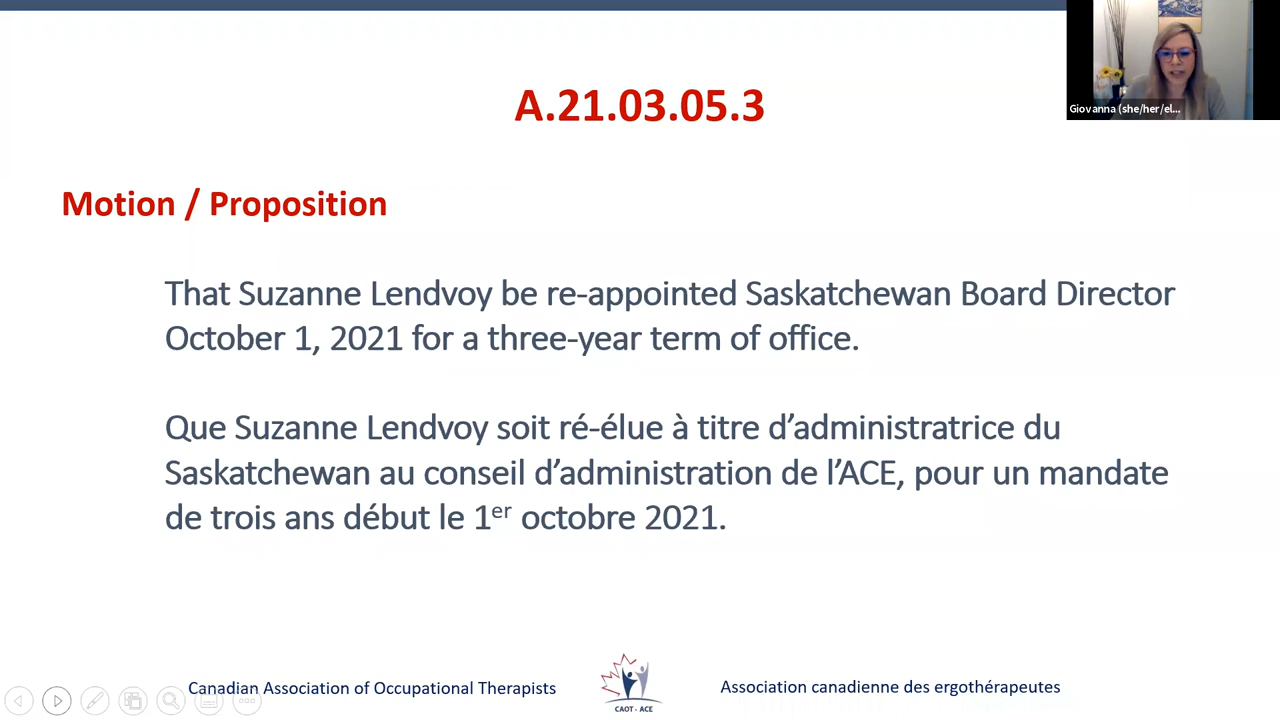 A.21.03.05.3
Giovanna (she/her/el...
Motion / Proposition
That Suzanne Lendvoy be re-appointed Saskatchewan Board Director
October 1, 2021 for a three-year term of office.
Que Suzanne Lendvoy soit ré-élue à titre d’administratrice du
Saskatchewan au conseil d’administration de l’ACE, pour un mandate
de trois ans début le 1er octobre 2021.
Canadian Association of Occupational Therapists
CAOT - ACE
Association canadienne des ergothérapeutes